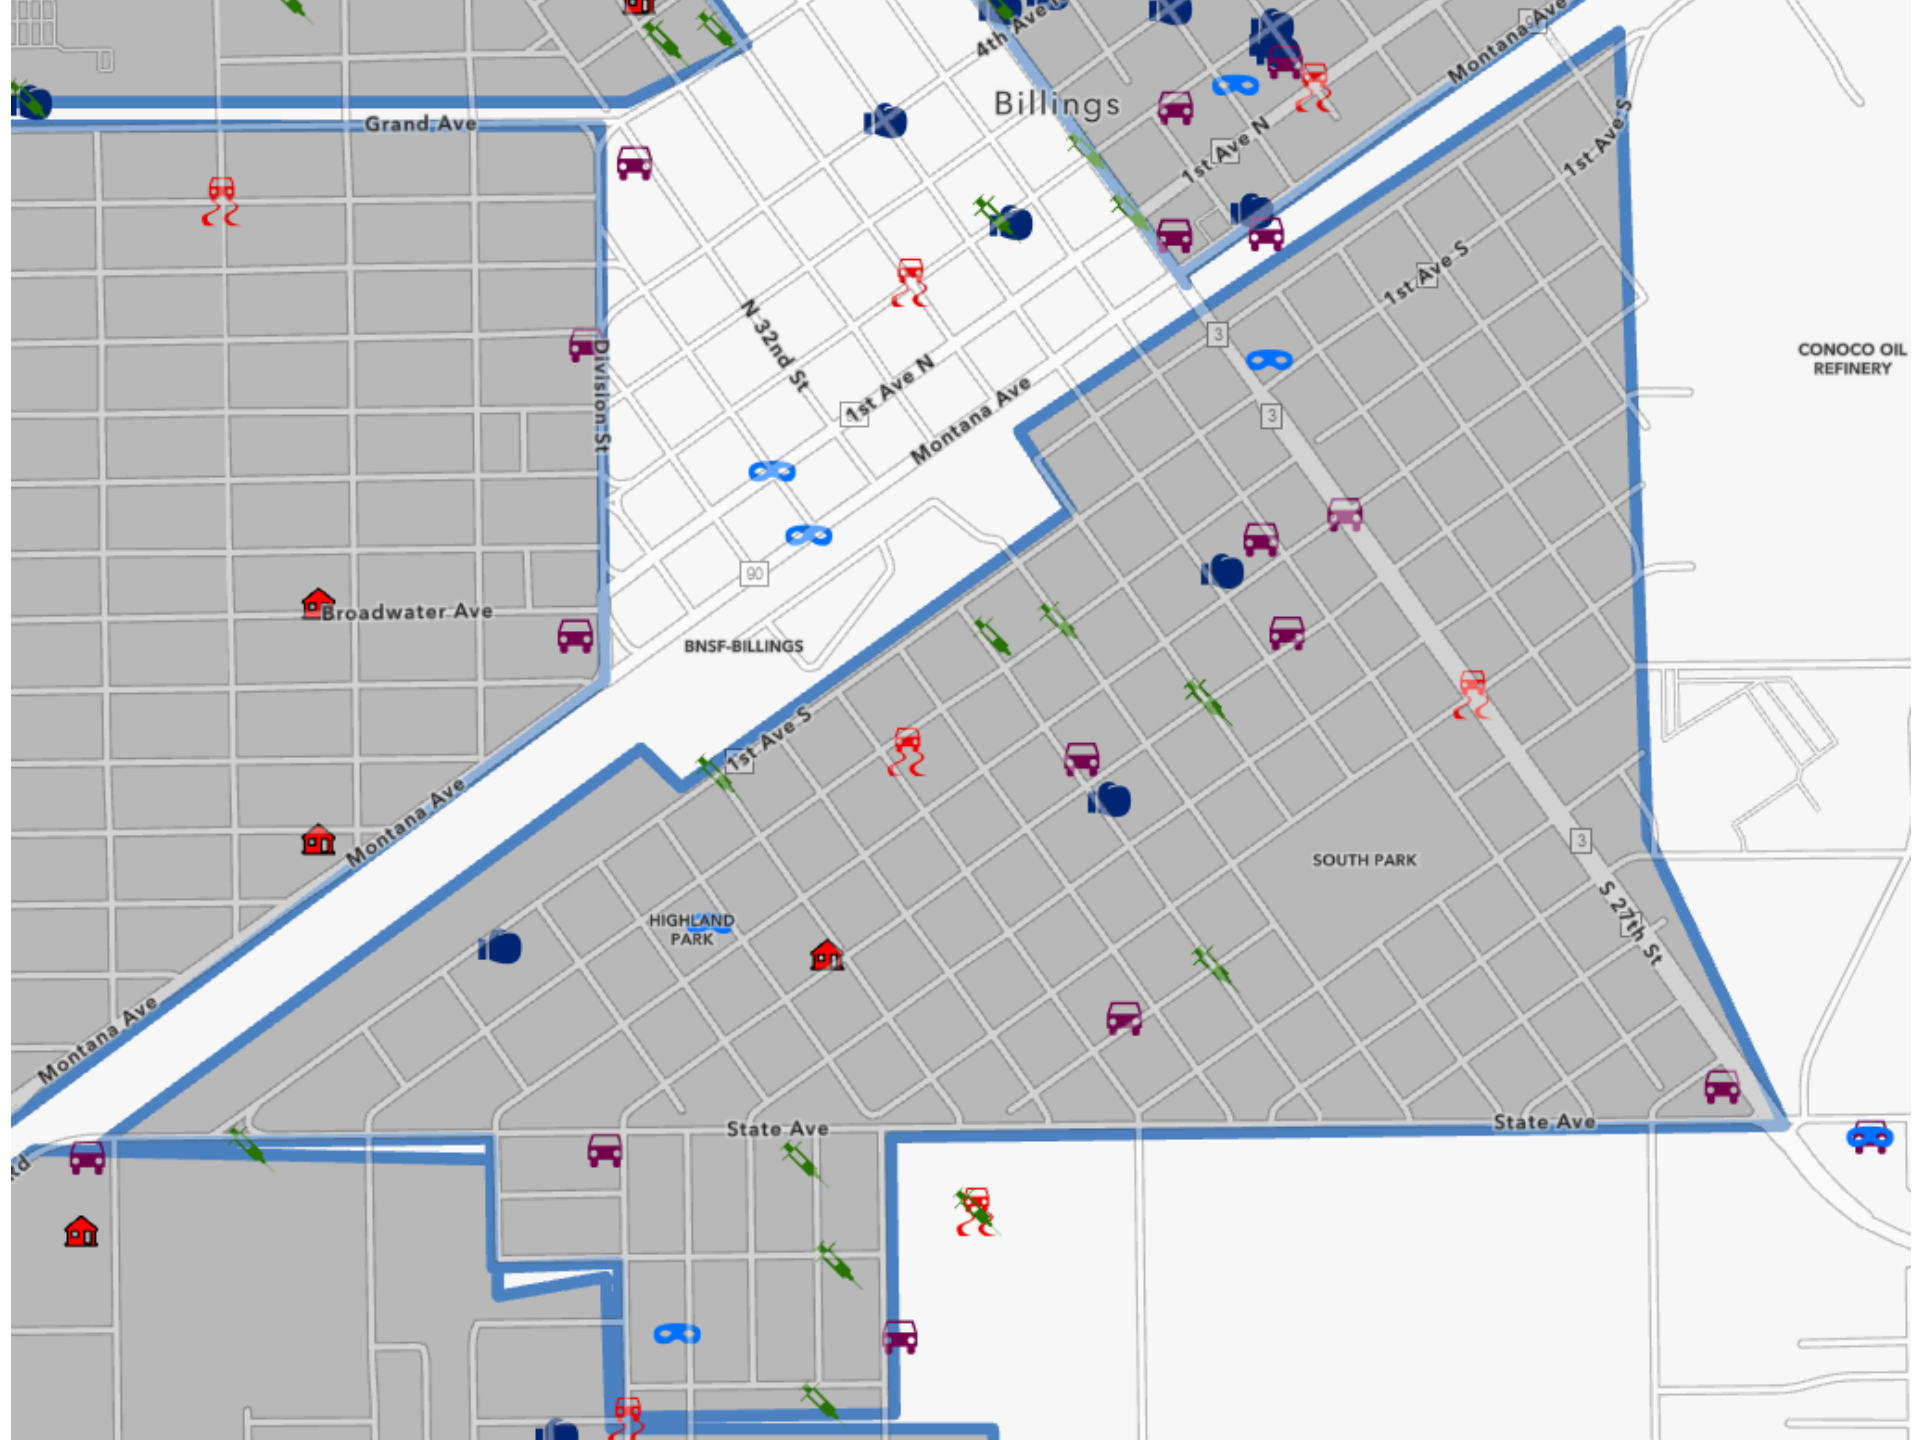 4th Ave N
Montana Ave
Billings
Grand Ave
1st Ave N
1st Ave S
1st Ave S
N 32nd St
3
CONOCO OIL
REFINERY
Division St
1st Ave N
Montana Ave
3
90
Broadwater Ave
BNSF-BILLINGS
1st Ave S
Montana Ave
3
SOUTH PARK
HIGHLAND
PARK
S 27th St
Montana Ave
State Ave
State Ave